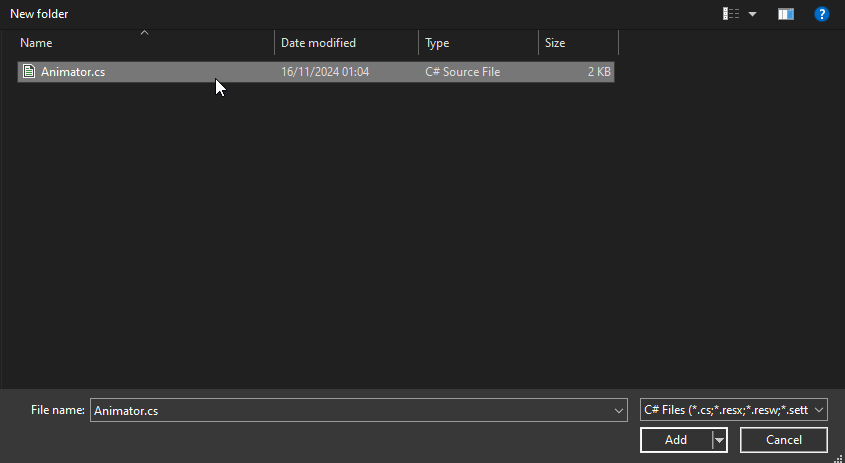 New folder
?
Name Date modified Type Size
Animator.cs 16/11/2024 01:04 C# Source File 2 KB
File name: Animator.cs C# Files (*.cs;*.resx;*.resw;*.sett
Add Cancel